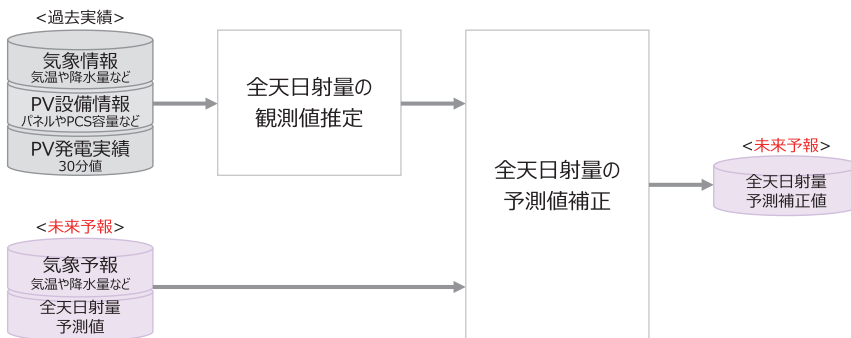 <過去実績>
気象情報
気温や降水量など
PV設備情報
パネルやPCS容量など
PV発電実績
30分値
全天日射量の
観測値推定
全天日射量の
予測値補正
<未来予報>
全天日射量
予測補正値
<未来予報>
気象予報
気温や降水量など
全天日射量
予測値